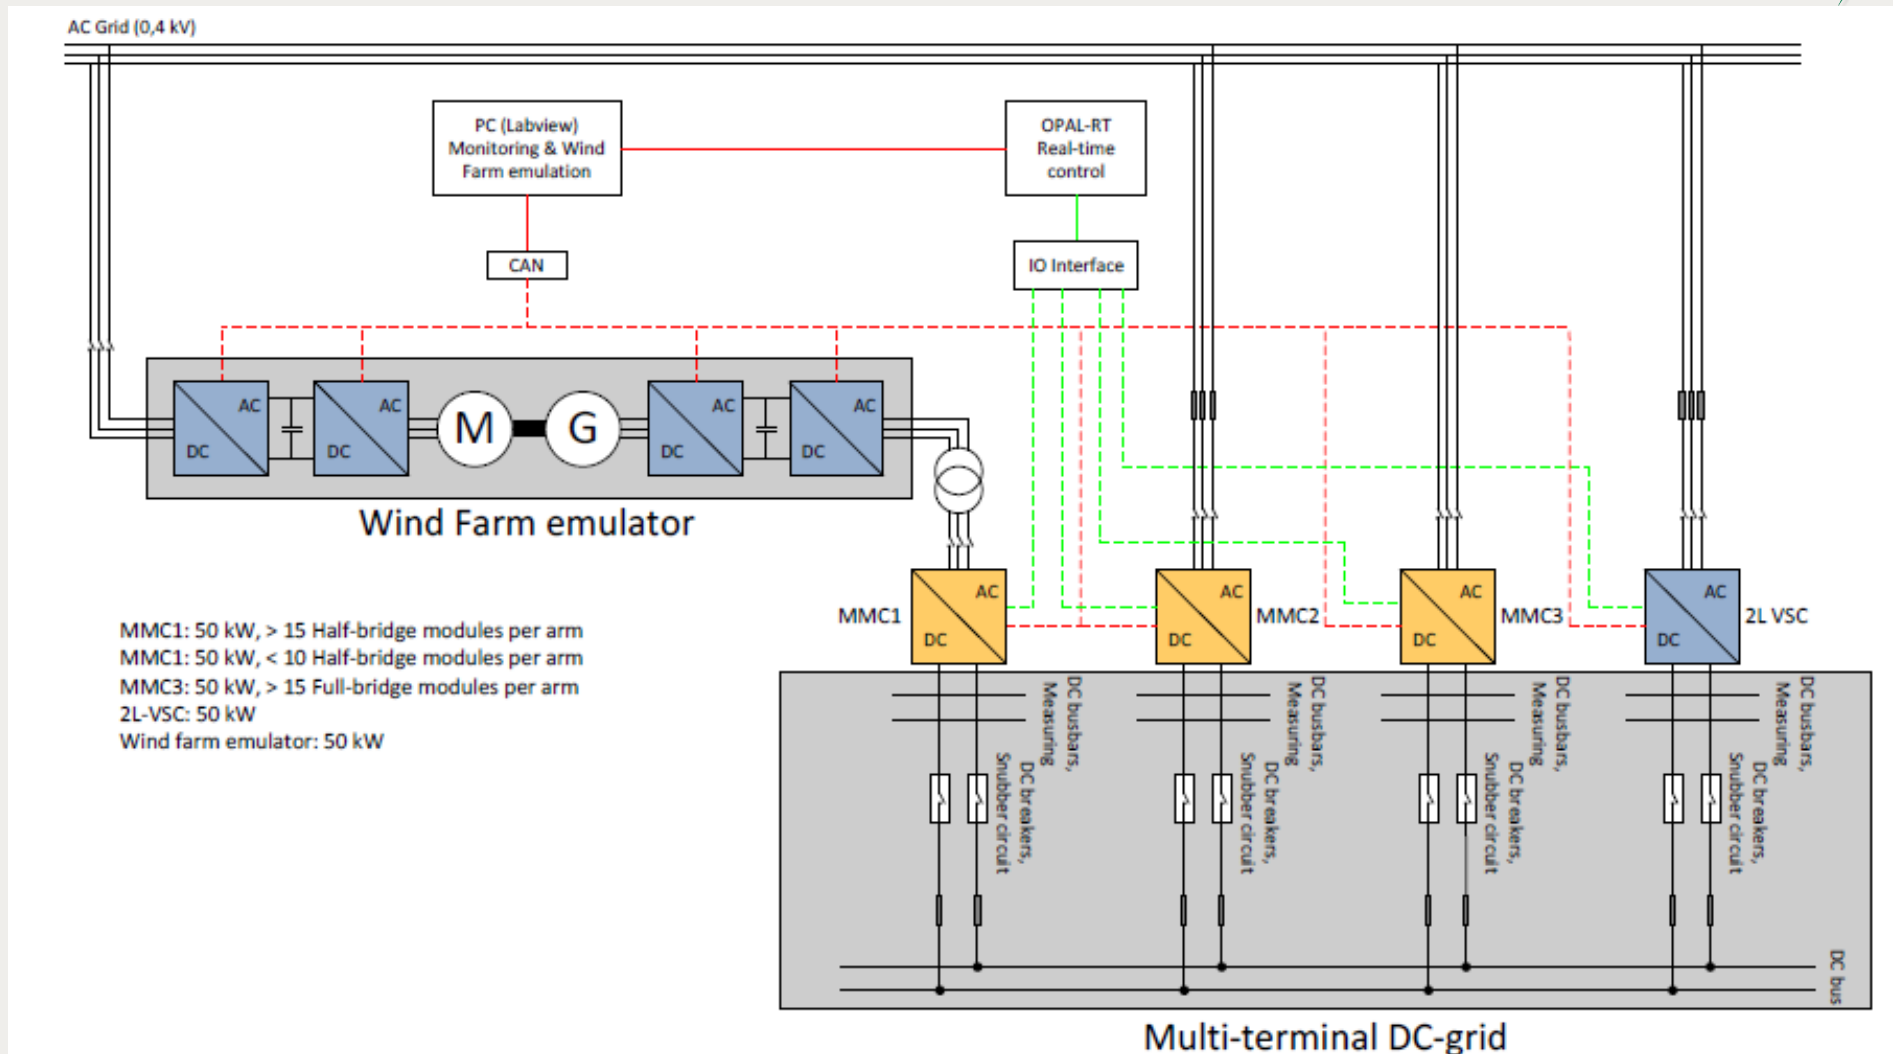 AC Grid (0,4 kV)
PC (Labview)
Monitoring & Wind
Farm emulation
OPAL-RT
Real-time
control
CAN
IO Interface
AC
DC
AC
DC
M
G
AC
DC
AC
DC
Wind Farm emulator
MMC1
AC
DC
MMC2
AC
DC
MMC3
AC
DC
2L VSC
AC
DC
MMC1: 50 kW, > 15 Half-bridge modules per arm
MMC1: 50 kW, < 10 Half-bridge modules per arm
MMC3: 50 kW, > 15 Full-bridge modules per arm
2L-VSC: 50 kW
Wind farm emulator: 50 kW
DC busbars,
Measuring
DC breakers,
Snubber circuit
DC busbars,
Measuring
DC breakers,
Snubber circuit
DC busbars,
Measuring
DC breakers,
Snubber circuit
DC busbars,
Measuring
DC breakers,
Snubber circuit
DC bus
Multi-terminal DC-grid